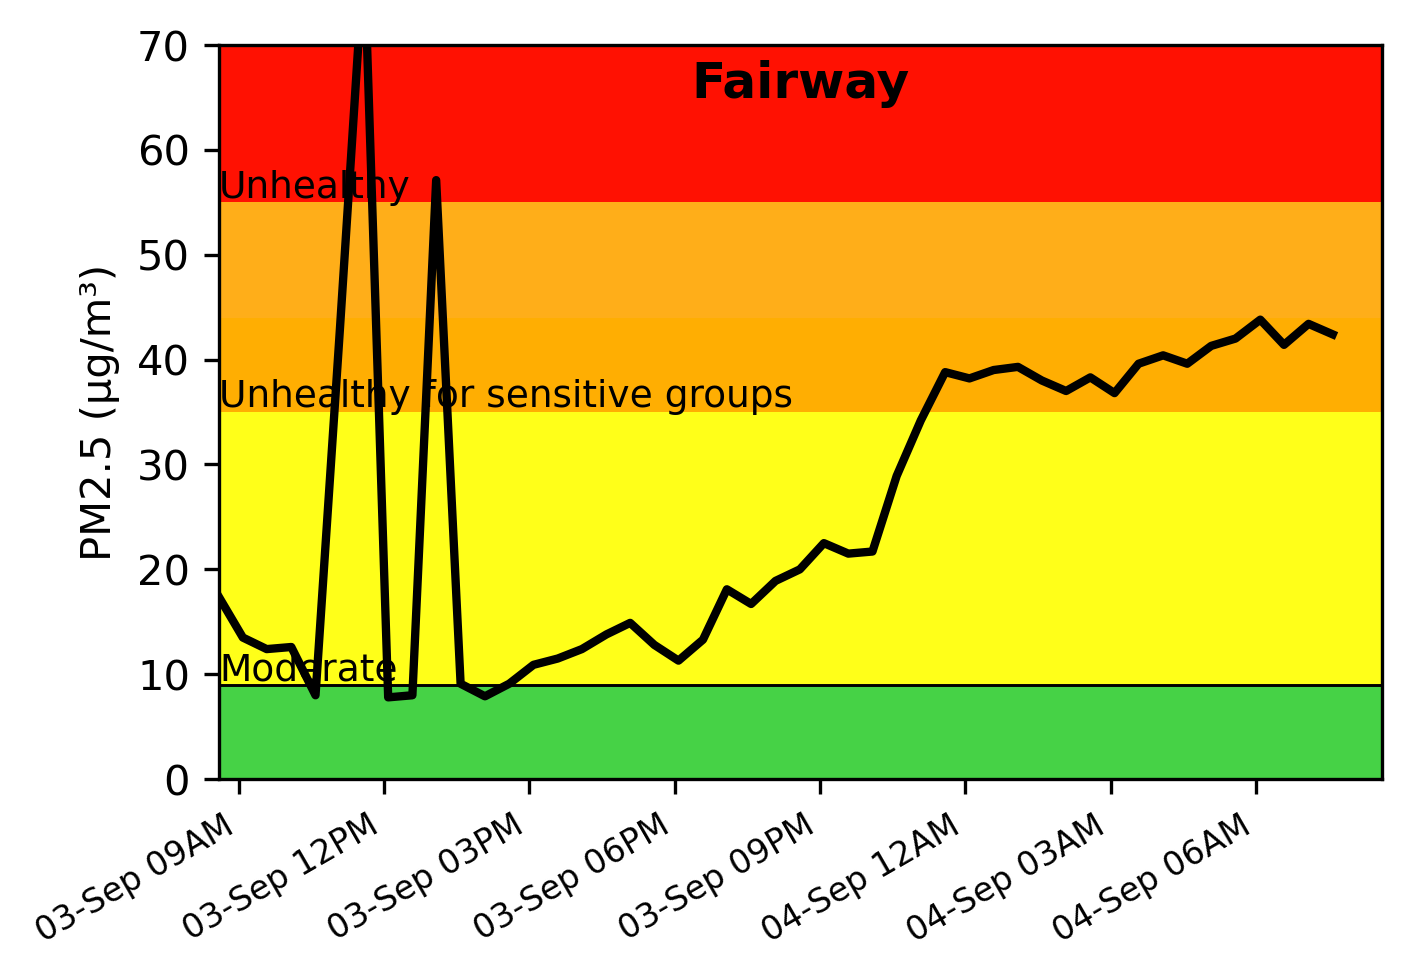 Fairway
70
60
50
40
30
20
10
0
PM2.5 (µg/m³)
Unhealthy
Unhealthy for sensitive groups
Moderate
03-Sep 09AM
03-Sep 12PM
03-Sep 03PM
03-Sep 06PM
03-Sep 09PM
04-Sep 12AM
04-Sep 03AM
04-Sep 06AM